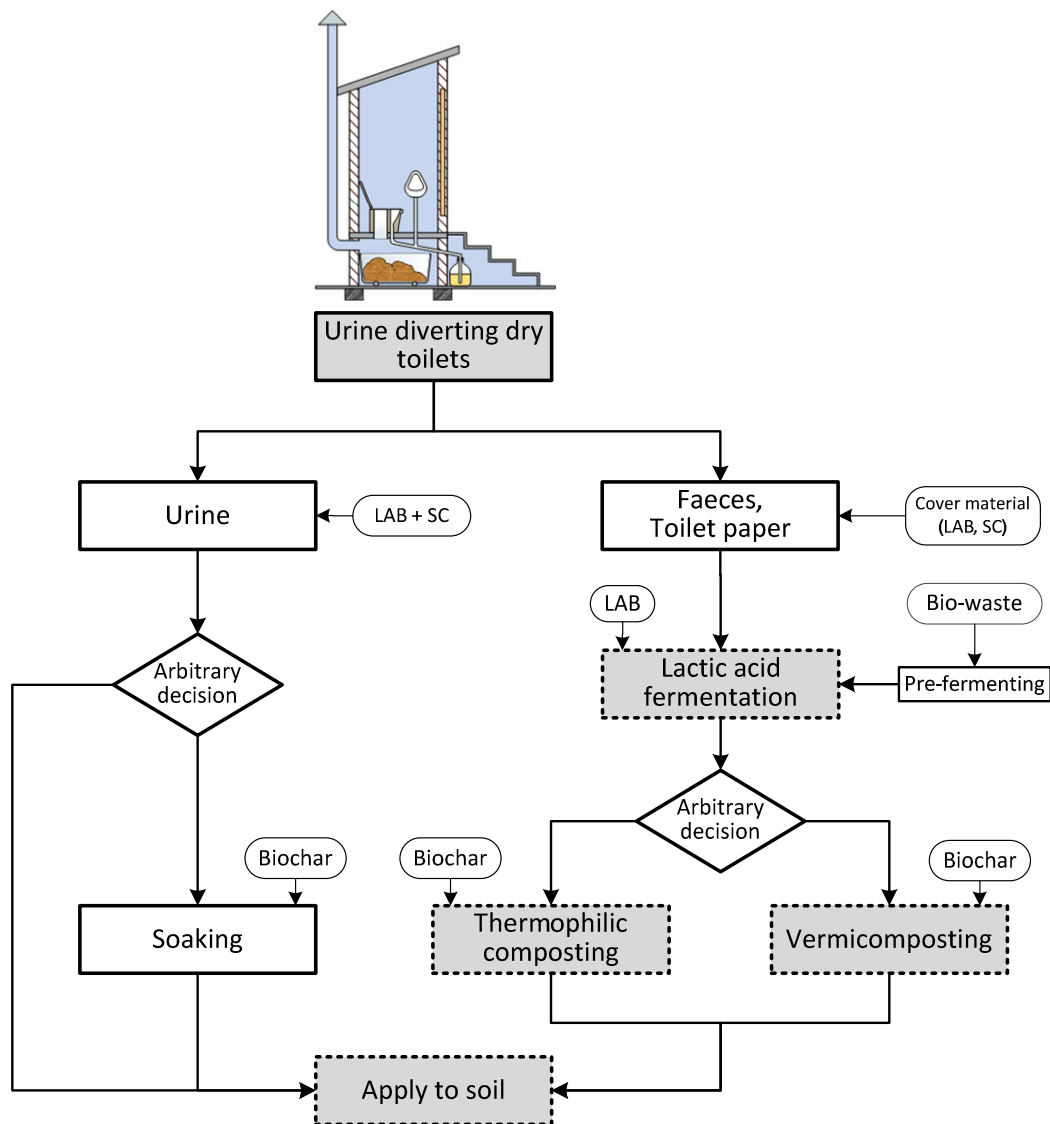 Urine diverting dry
toilets
Urine
LAB + SC
Faeces,
Toilet paper
Cover material
(LAB, SC)
LAB
Bio-waste
Arbitrary
decision
Lactic acid
fermentation
Pre-fermenting
Arbitrary
decision
Biochar
Biochar
Biochar
Soaking
Thermophilic
composting
Vermicomposting
Apply to soil